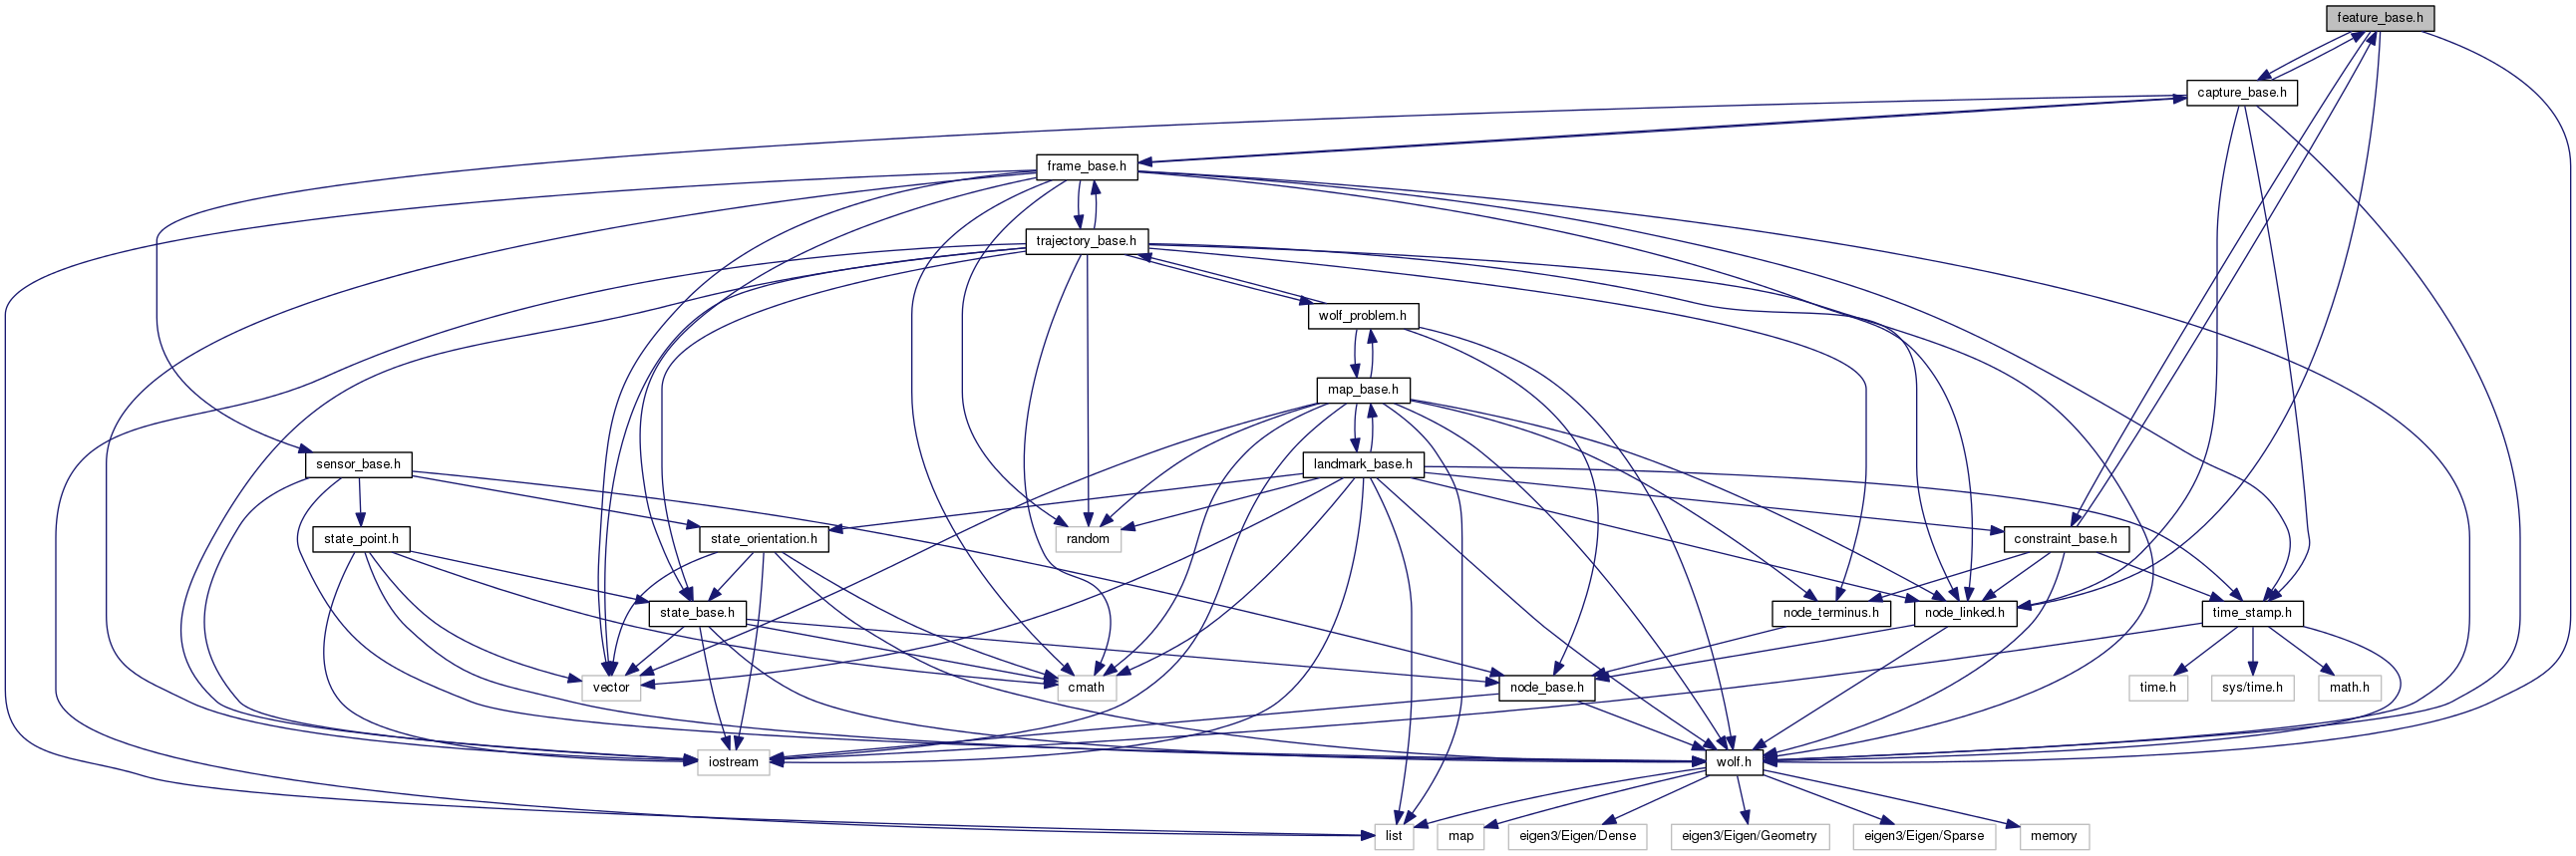 feature_base.h
capture_base.h
frame_base.h
trajectory_base.h
wolf_problem.h
map_base.h
sensor_base.h
landmark_base.h
state_point.h
state_orientation.h
random
constraint_base.h
state_base.h
node_terminus.h
node_linked.h
time_stamp.h
vector
cmath
node_base.h
time.h
sys/time.h
math.h
iostream
wolf.h
list
map
eigen3/Eigen/Dense
eigen3/Eigen/Geometry
eigen3/Eigen/Sparse
memory